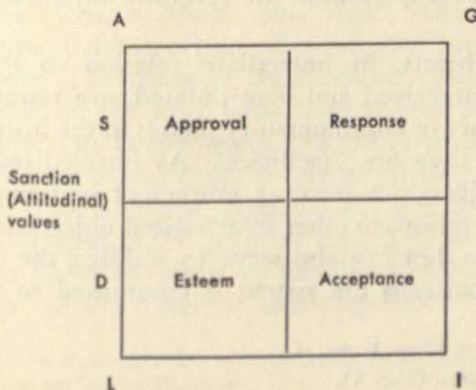 A G
S Approval Response
Sanction
(Attitudinal)
values
D Esteem Acceptance
L I